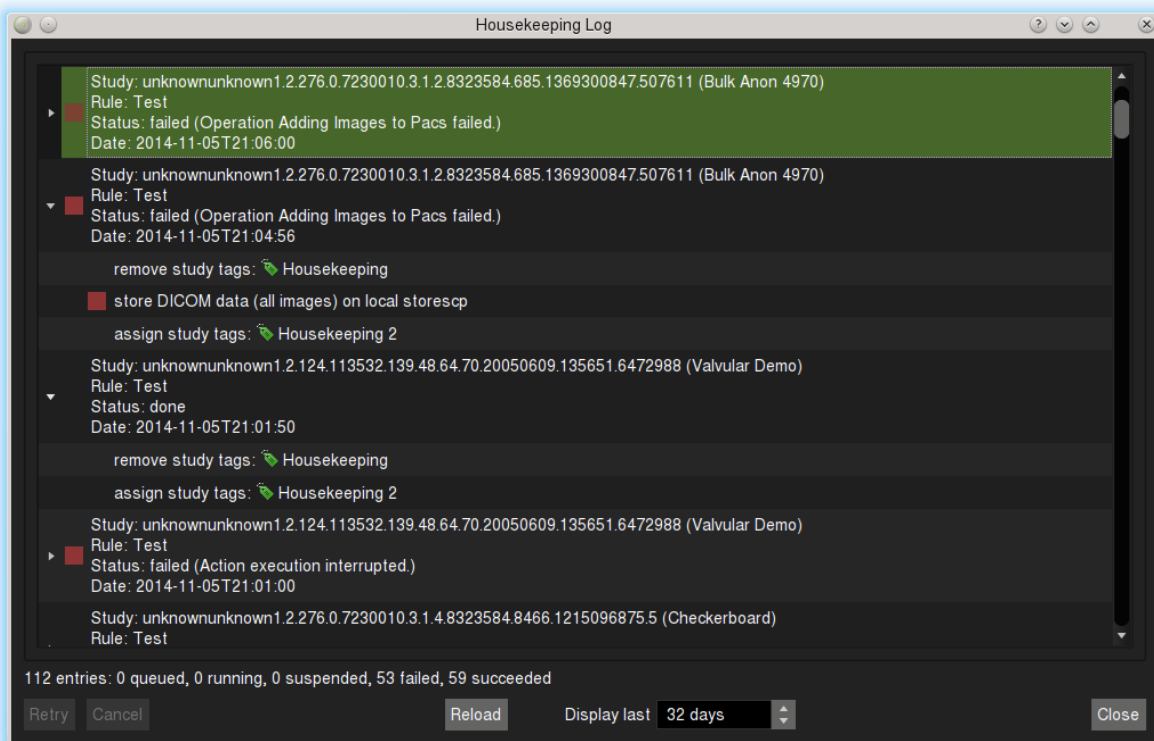 Housekeeping Log
Study: unknownunknown1.2.276.0.7230010.3.1.2.8323584.685.1369300847.507611 (Bulk Anon 4970)
Rule: Test
Status: failed (Operation Adding Images to Pacs failed.)
Date: 2014-11-05T21:06:00
Study: unknownunknown1.2.276.0.7230010.3.1.2.8323584.685.1369300847.507611 (Bulk Anon 4970)
Rule: Test
Status: failed (Operation Adding Images to Pacs failed.)
Date: 2014-11-05T21:04:56
remove study tags: Housekeeping
store DICOM data (all images) on local storescp
assign study tags: Housekeeping 2
Study: unknownunknown1.2.124.113532.139.48.64.70.20050609.135651.6472988 (Valvular Demo)
Rule: Test
Status: done
Date: 2014-11-05T21:01:50
remove study tags: Housekeeping
assign study tags: Housekeeping 2
Study: unknownunknown1.2.124.113532.139.48.64.70.20050609.135651.6472988 (Valvular Demo)
Rule: Test
Status: failed (Action execution interrupted.)
Date: 2014-11-05T21:01:00
Study: unknownunknown1.2.276.0.7230010.3.1.4.8323584.8466.1215096875.5 (Checkerboard)
Rule: Test
112 entries: 0 queued, 0 running, 0 suspended, 53 failed, 59 succeeded
Retry Cancel Reload Display last 32 days Close